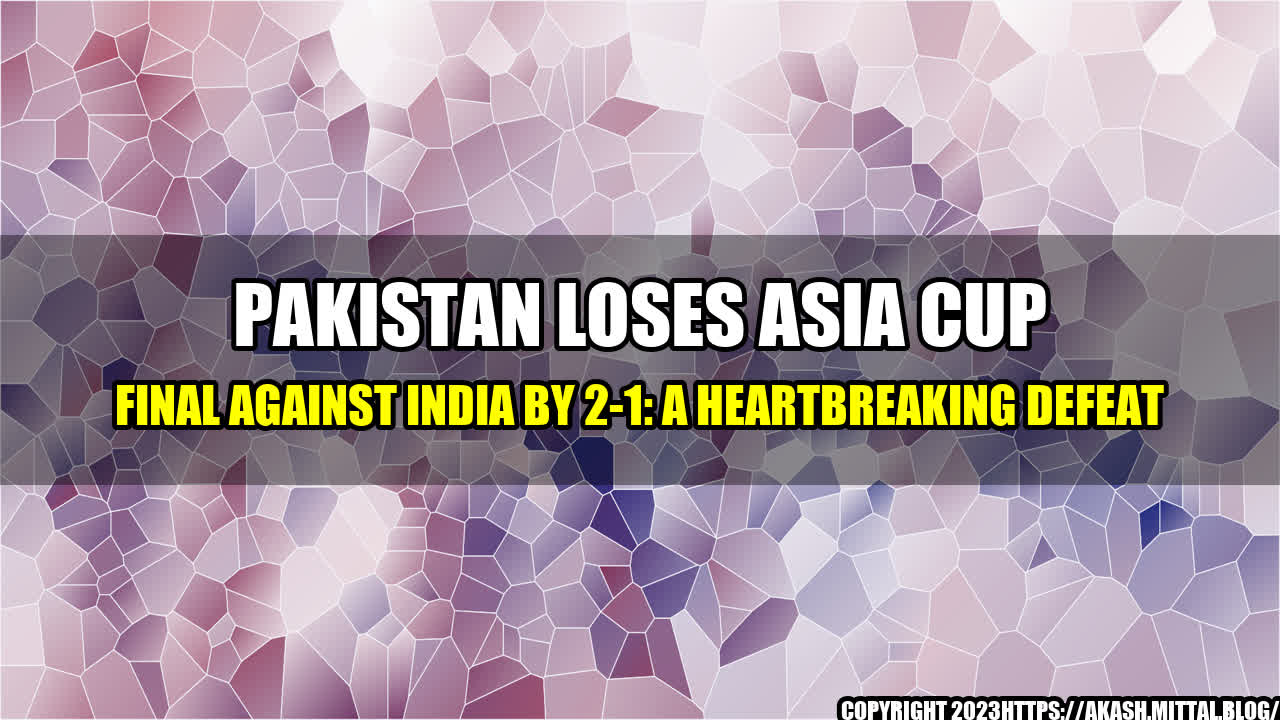 PAKISTAN LOSES ASIA CUP
FINAL AGAINST INDIA BY 2-1: A HEARTBREAKING DEFEAT
COPYRIGHT 2023HTTPS://AKASH.MITTAL.BLOG/